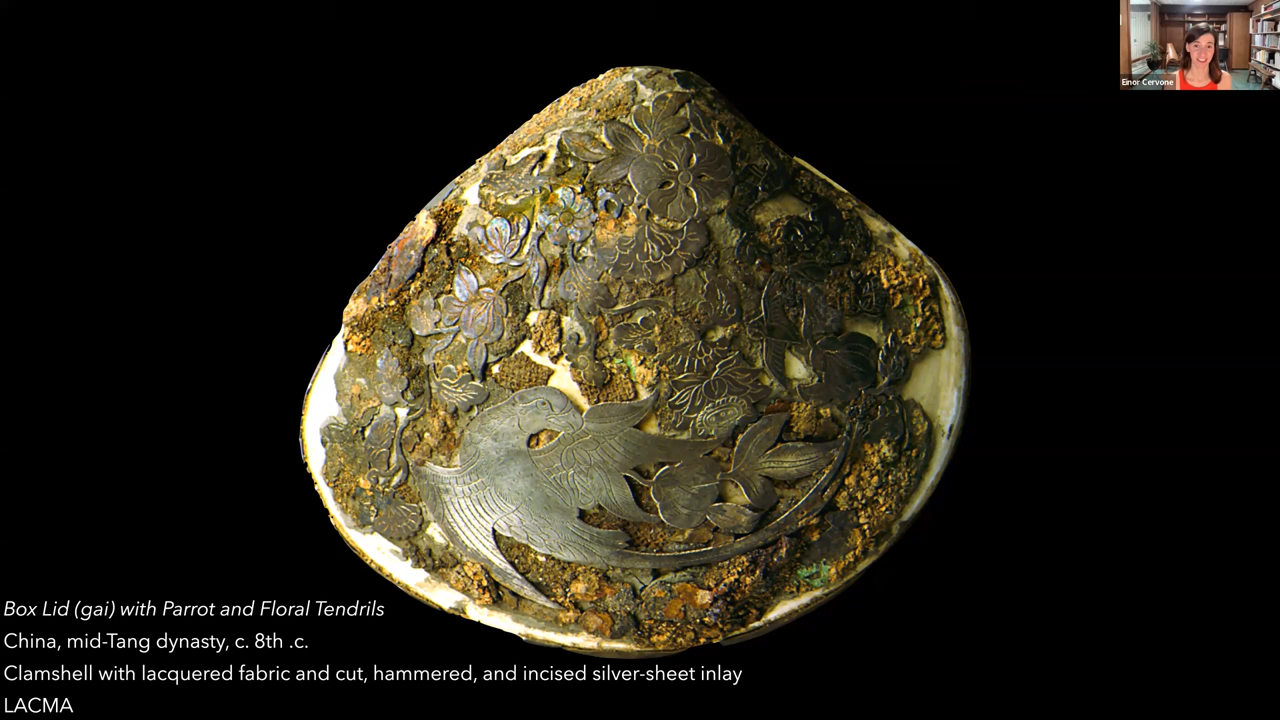 Einor Cervone
Box Lid (gai) with Parrot and Floral Tendrils
China, mid-Tang dynasty, c. 8th .c.
Clamshell with lacquered fabric and cut, hammered, and incised silver-sheet inlay
LACMA